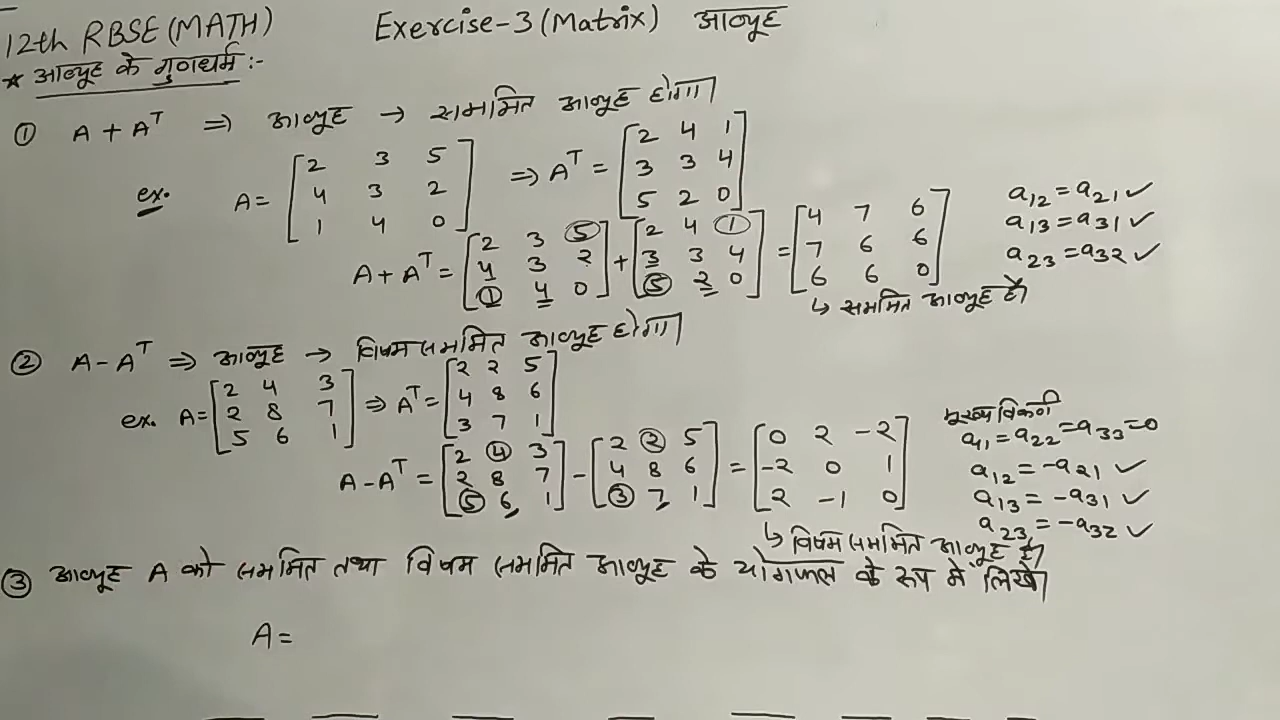 12th RBSE (MATH) Exercise-3 (Matrix) आव्यूह
* आव्यूह के गुणधर्म :-
① A + A^T ⇒ आव्यूह → सममित आव्यूह होगा।
ex. A = [2 3 5; 4 3 2; 1 4 0] ⇒ A^T = [2 4 1; 3 3 4; 5 2 0]
A + A^T = [2 3 5; 4 3 2; 1 4 0] + [2 4 1; 3 3 4; 5 2 0] = [4 7 6; 7 6 6; 6 6 0]
a12 = a21 ✓
a13 = a31 ✓
a23 = a32 ✓
↳ सममित आव्यूह है।
② A - A^T ⇒ आव्यूह → विषम सममित आव्यूह होगा।
ex. A = [2 4 3; 2 8 7; 5 6 1] ⇒ A^T = [2 2 5; 4 8 6; 3 7 1]
A - A^T = [2 4 3; 2 8 7; 5 6 1] - [2 2 5; 4 8 6; 3 7 1] = [0 2 -2; -2 0 1; 2 -1 0]
मुख्य विकर्ण
a11 = a22 = a33 = 0
a12 = -a21 ✓
a13 = -a31 ✓
a23 = -a32 ✓
↳ विषम सममित आव्यूह है।
③ आव्यूह A को सममित तथा विषम सममित आव्यूह के योगफल के रूप में लिखें।
A =